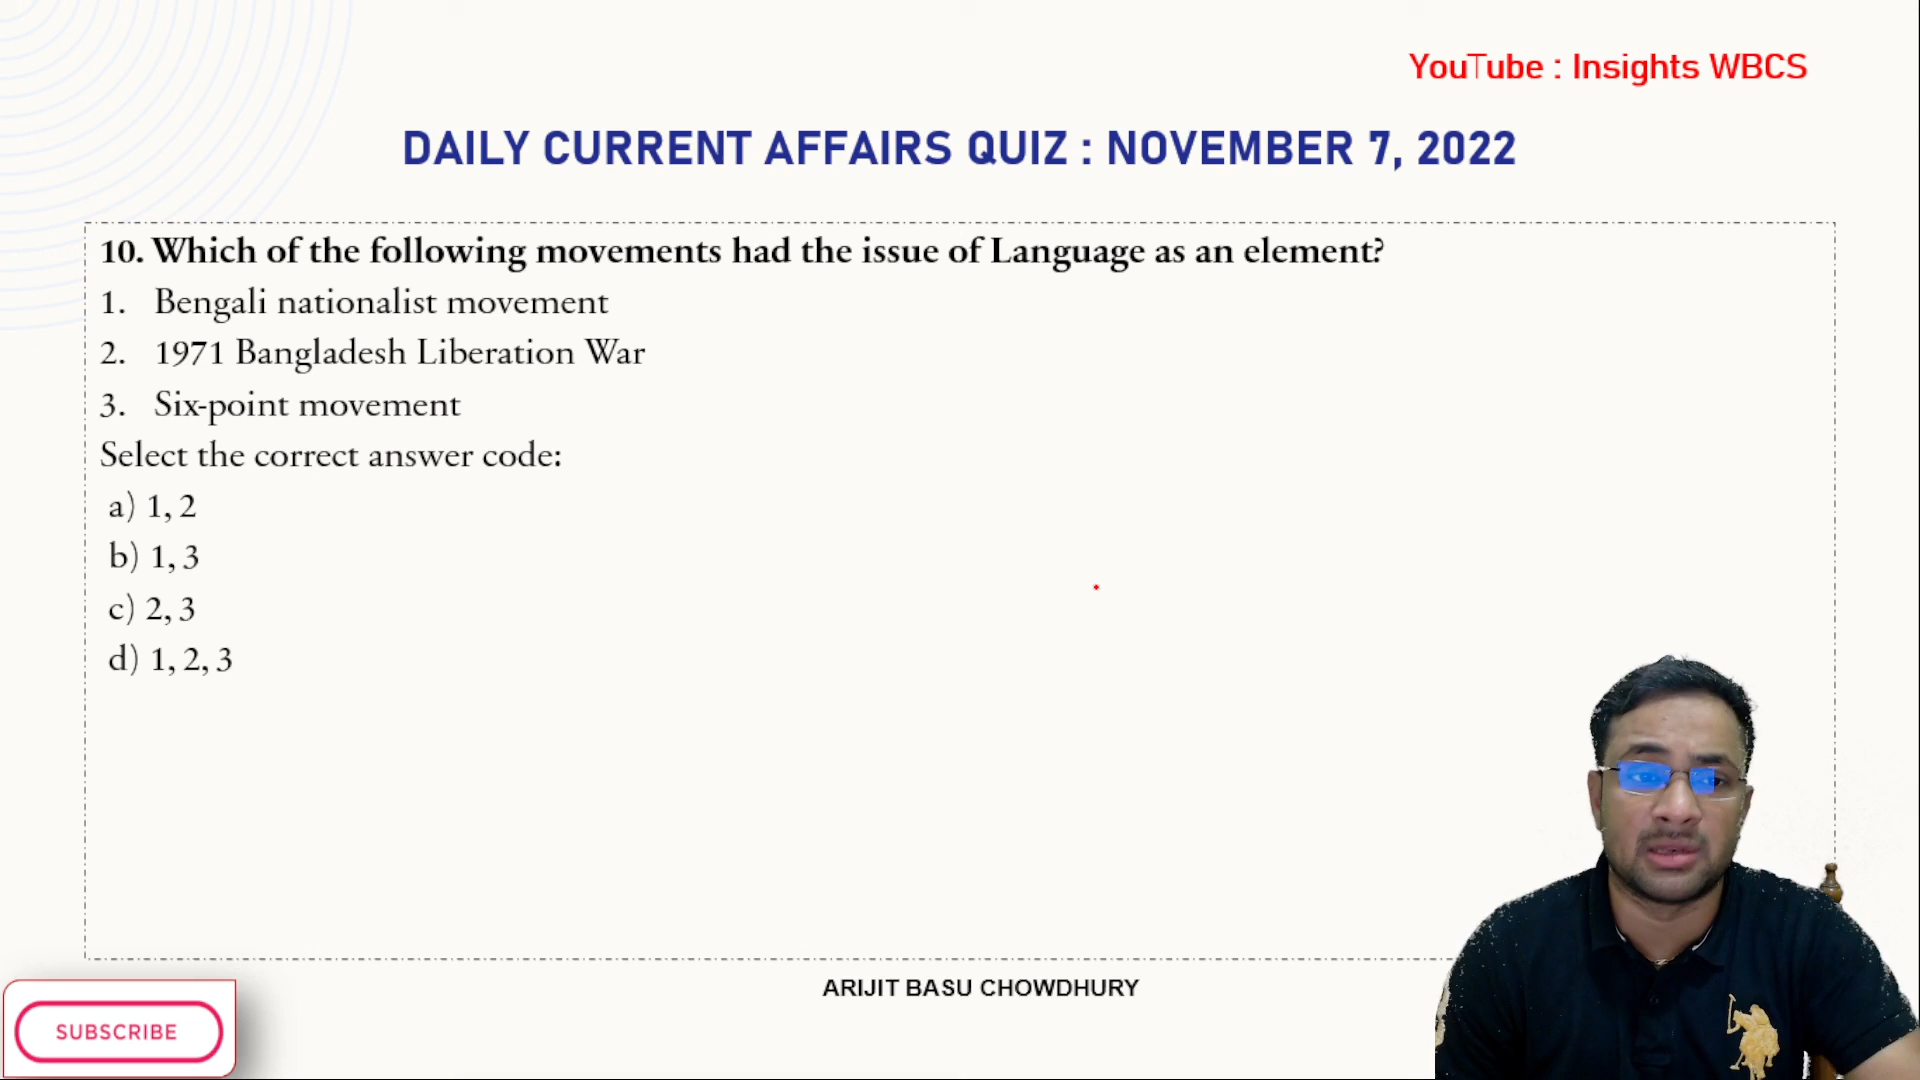 YouTube : Insights WBCS
DAILY CURRENT AFFAIRS QUIZ : NOVEMBER 7, 2022
10. Which of the following movements had the issue of Language as an element?
1. Bengali nationalist movement
2. 1971 Bangladesh Liberation War
3. Six-point movement
Select the correct answer code:
a) 1, 2
b) 1, 3
c) 2, 3
d) 1, 2, 3
ARIJIT BASU CHOWDHURY
SUBSCRIBE